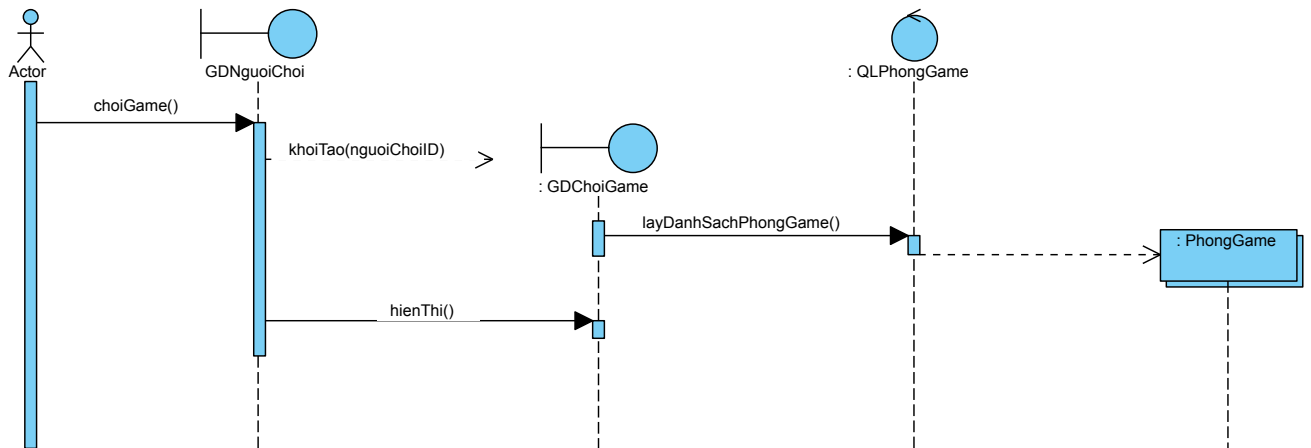 Actor
GDNguoiChoi
: QLPhongGame
choiGame()
khoiTao(nguoiChoiID)
: GDChoiGame
layDanhSachPhongGame()
: PhongGame
hienThi()